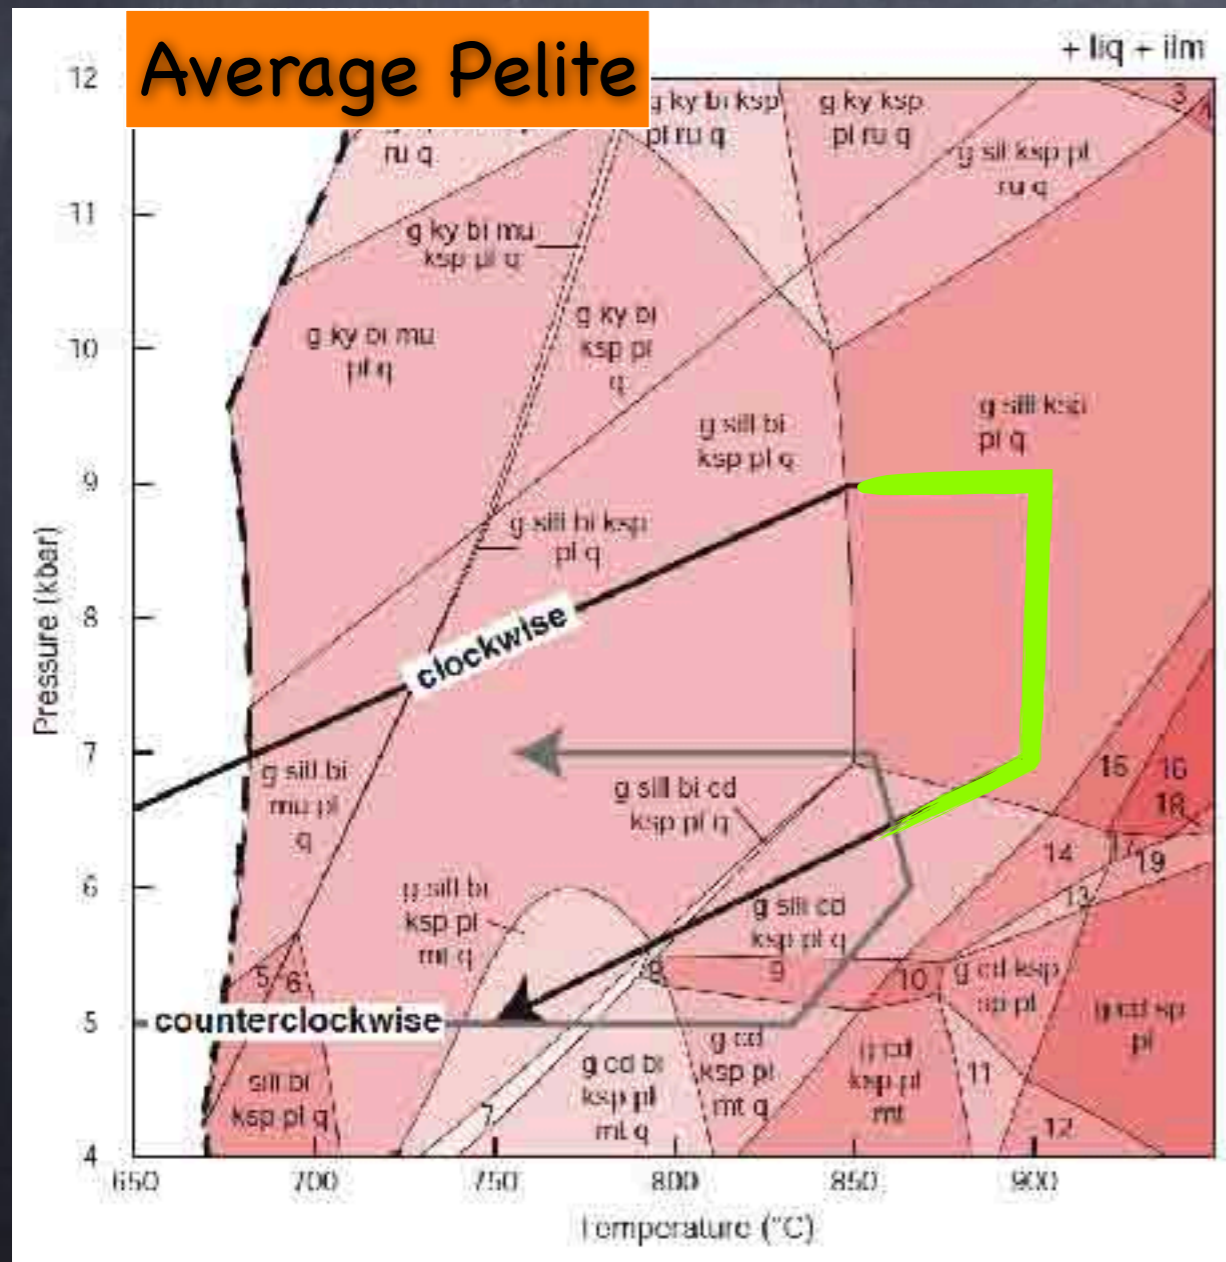 Average Pelite
+ liq + ilm
12
11
10
9
8
7
6
5
4
Pressure (kbar)
ru q
g ky bi ksp
pl ru q
g ky ksp
pl ru q
3
g sill ksp pl
ru q
g ky bi mu
ksp pl q
g ky bi mu
pl q
g ky bi
ksp pl
q
g sill bi
ksp pl q
g sill ksp
pl q
g sill bi ksp
pl q
clockwise
g sill bi
mu pl
q
g sill bi cd
ksp pl q
15
16
18
14
17
19
13
g sill bi
ksp pl
mt q
g sill cd
ksp pl q
5
6
8
9
10
g cd ksp
sp pl
counterclockwise
g cd sp
pl
sill bi
ksp pl q
7
g cd bi
ksp pl
mt q
g cd
ksp pl
mt q
g cd
ksp pl
mt
11
12
650
700
750
800
850
900
Temperature (°C)